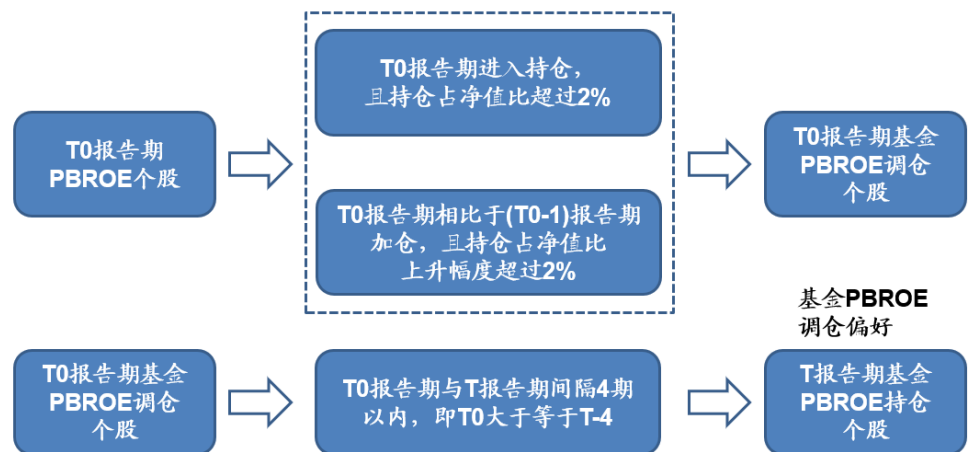 T0报告期进入持仓，
且持仓占净值比超过2%
T0报告期
PBROE个股
T0报告期基金
PBROE调仓
个股
T0报告期相比于(T0-1)报告期
加仓，且持仓占净值比
上升幅度超过2%
基金PBROE
调仓偏好
T0报告期基金
PBROE调仓
个股
T0报告期与T报告期间隔4期
以内，即T0大于等于T-4
T报告期基金
PBROE持仓
个股